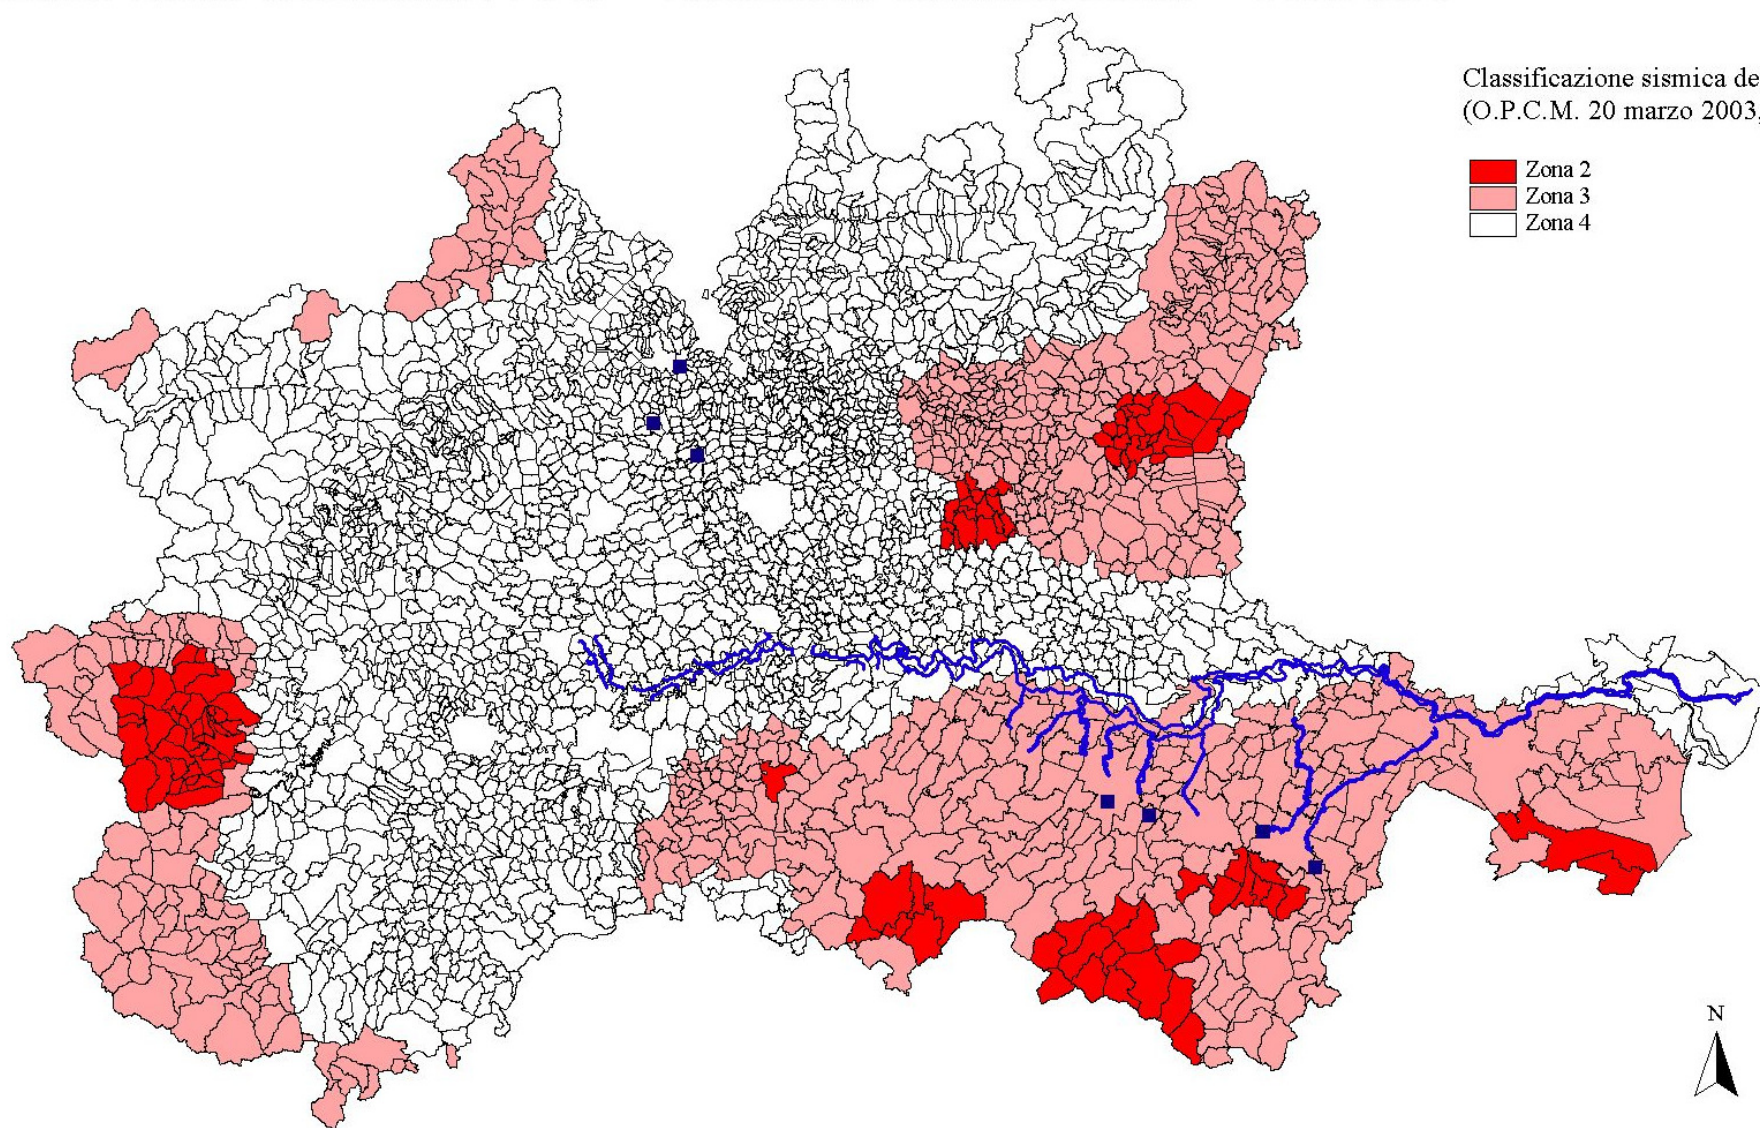 Classificazione sismica de
(O.P.C.M. 20 marzo 2003,
Zona 2
Zona 3
Zona 4
N